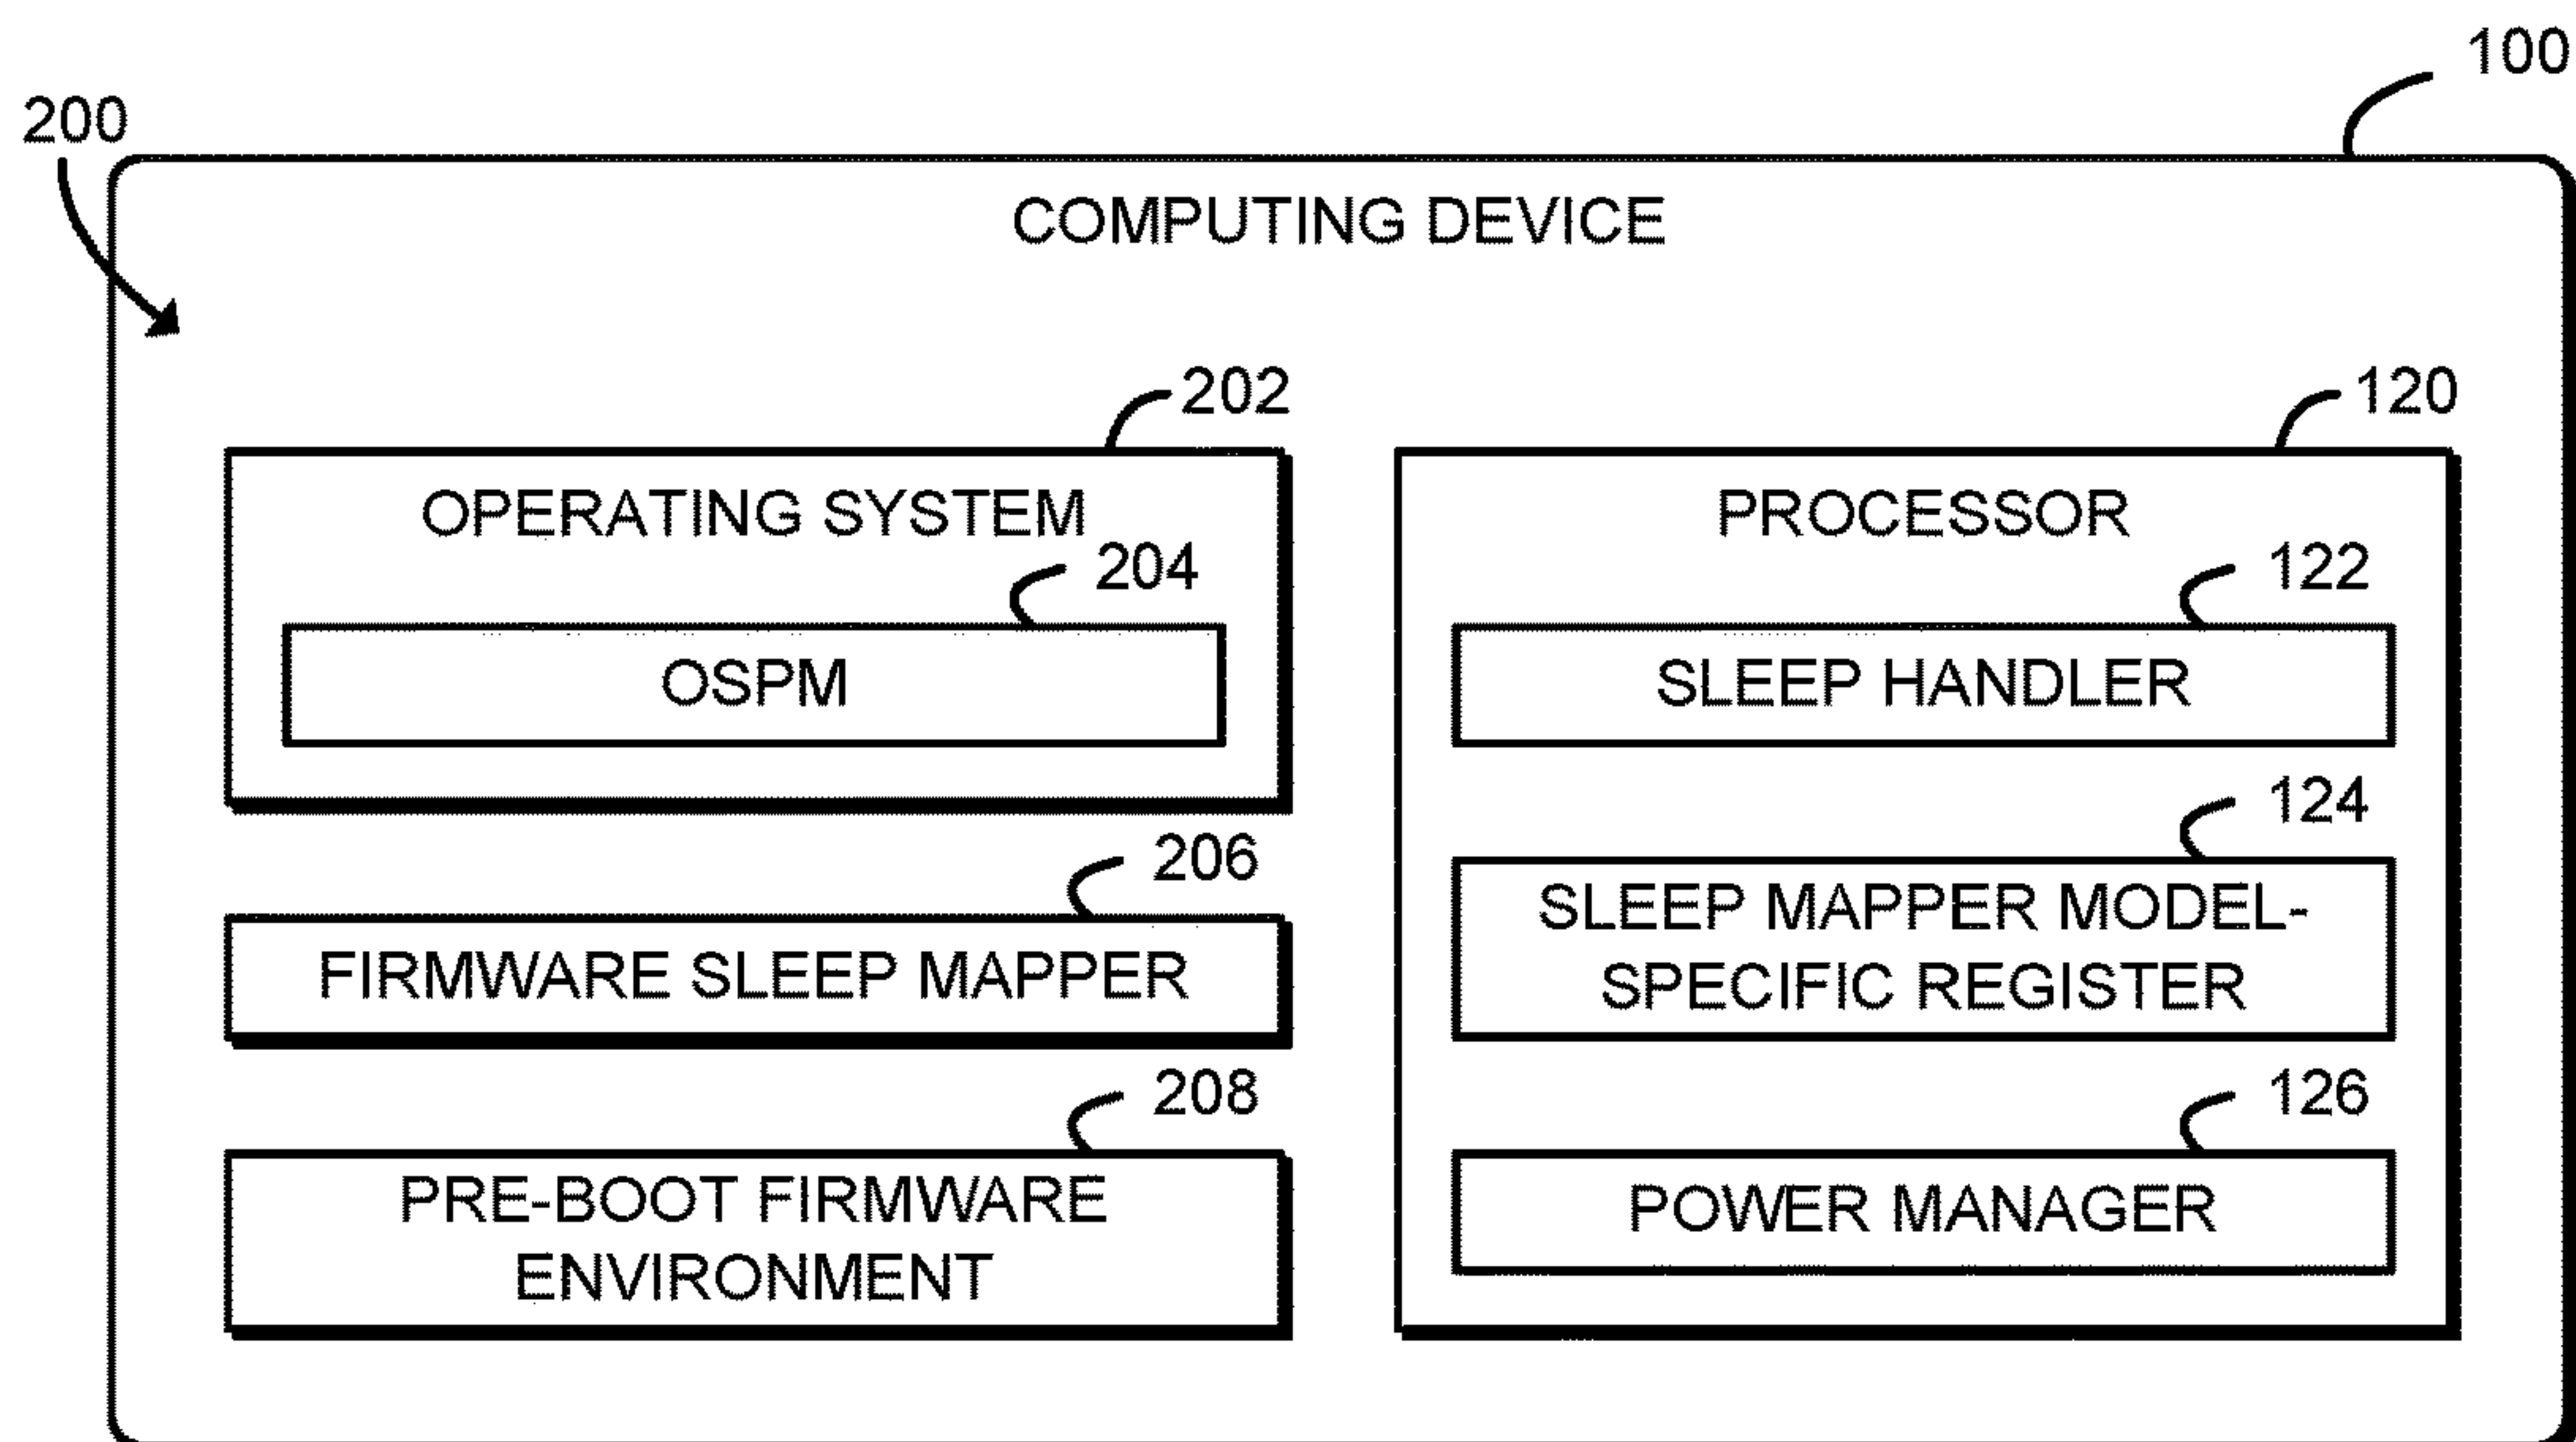 100
200
COMPUTING DEVICE
202
120
OPERATING SYSTEM
PROCESSOR
204
122
OSPM
SLEEP HANDLER
206
124
FIRMWARE SLEEP MAPPER
SLEEP MAPPER MODEL-
SPECIFIC REGISTER
208
126
PRE-BOOT FIRMWARE
ENVIRONMENT
POWER MANAGER